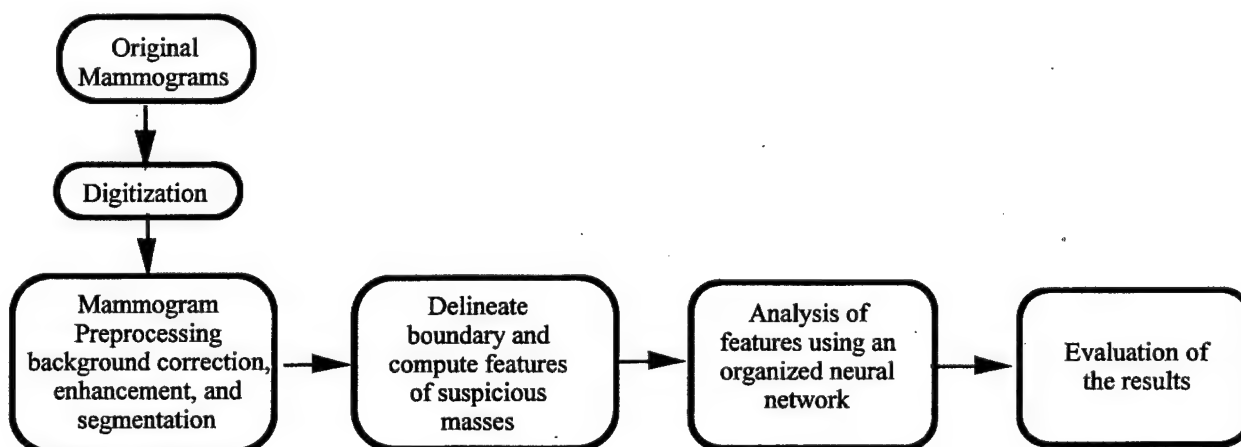 Original
Mammograms
Digitization
Mammogram
Preprocessing
background correction,
enhancement, and
segmentation
Delineate
boundary and
compute features
of suspicious
masses
Analysis of
features using an
organized neural
network
Evaluation of
the results